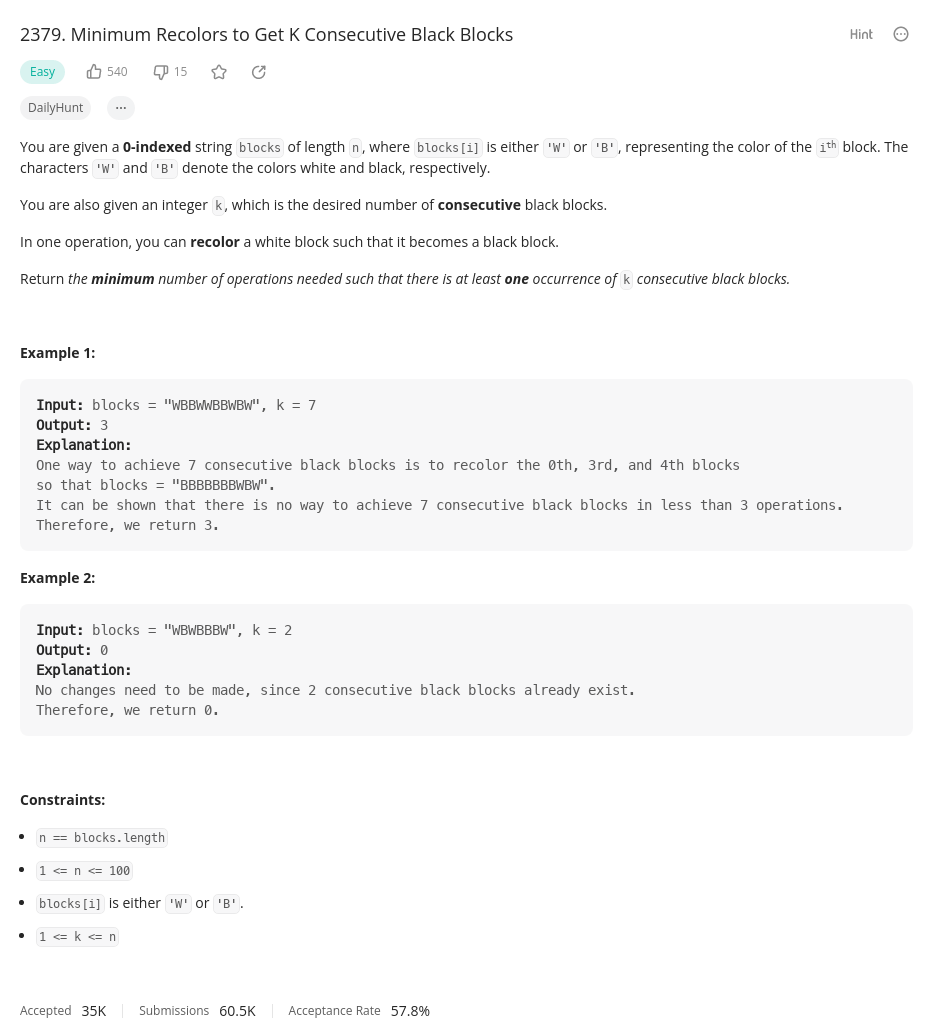 2379. Minimum Recolors to Get K Consecutive Black Blocks
Hint
Easy 540 15
DailyHunt ...
You are given a 0-indexed string blocks of length n, where blocks[i] is either 'W' or 'B', representing the color of the ith block. The
characters 'W' and 'B' denote the colors white and black, respectively.
You are also given an integer k, which is the desired number of consecutive black blocks.
In one operation, you can recolor a white block such that it becomes a black block.
Return the minimum number of operations needed such that there is at least one occurrence of k consecutive black blocks.
Example 1:
Input: blocks = "WBBWWBBWBW", k = 7
Output: 3
Explanation:
One way to achieve 7 consecutive black blocks is to recolor the 0th, 3rd, and 4th blocks
so that blocks = "BBBBBBBWBW".
It can be shown that there is no way to achieve 7 consecutive black blocks in less than 3 operations.
Therefore, we return 3.
Example 2:
Input: blocks = "WBWBBBW", k = 2
Output: 0
Explanation:
No changes need to be made, since 2 consecutive black blocks already exist.
Therefore, we return 0.
Constraints:
n == blocks.length
1 <= n <= 100
blocks[i] is either 'W' or 'B'.
1 <= k <= n
Accepted 35K Submissions 60.5K Acceptance Rate 57.8%